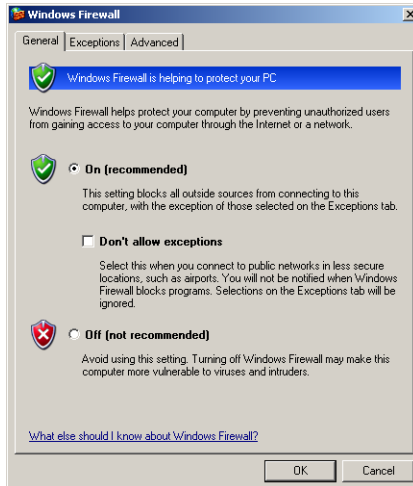 Windows Firewall
General Exceptions Advanced
Windows Firewall is helping to protect your PC
Windows Firewall helps protect your computer by preventing unauthorized users
from gaining access to your computer through the Internet or a network.
On (recommended)
This setting blocks all outside sources from connecting to this
computer, with the exception of those selected on the Exceptions tab.
Don't allow exceptions
Select this when you connect to public networks in less secure
locations, such as airports. You will not be notified when Windows
Firewall blocks programs. Selections on the Exceptions tab will be
ignored.
Off (not recommended)
Avoid using this setting. Turning off Windows Firewall may make this
computer more vulnerable to viruses and intruders.
What else should I know about Windows Firewall?
OK Cancel